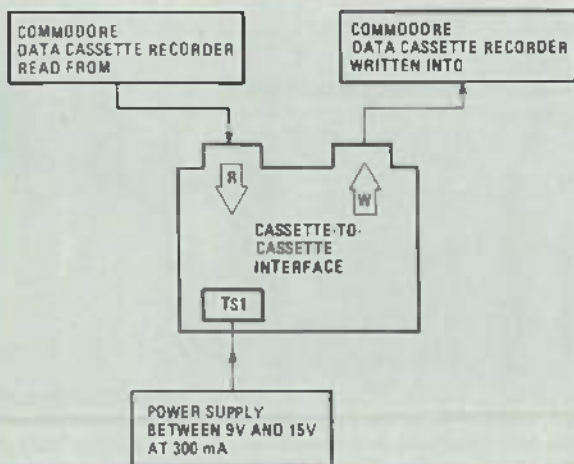 COMMODORE
DATA CASSETTE RECORDER
READ FROM
COMMODORE
DATA CASSETTE RECORDER
WRITTEN INTO
R
W
CASSETTE-TO-
CASSETTE
INTERFACE
TS1
POWER SUPPLY
BETWEEN 9V AND 15V
AT 300 mA